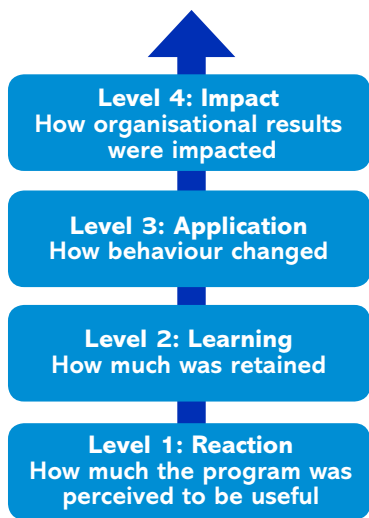 Level 4: Impact
How organisational results
were impacted
Level 3: Application
How behaviour changed
Level 2: Learning
How much was retained
Level 1: Reaction
How much the program was
perceived to be useful